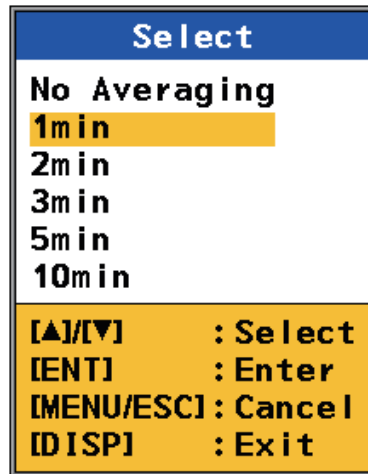 Select
No Averaging
1min
2min
3min
5min
10min
[▲]/[▼] :Select
[ENT] :Enter
[MENU/ESC]:Cancel
[DISP] :Exit